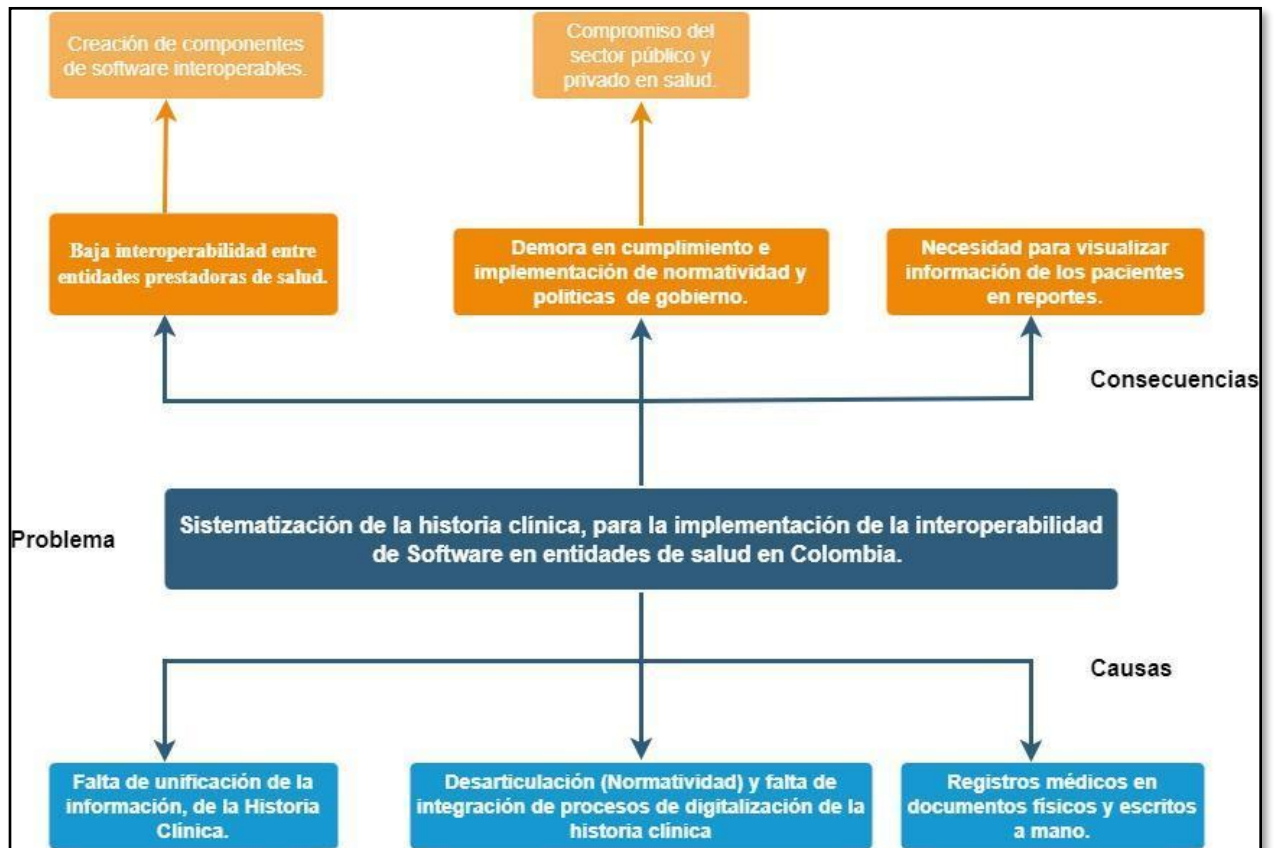 Creación de componentes
de software interoperables.
Compromiso del
sector público y
privado en salud.
Baja interoperabilidad entre
entidades prestadoras de salud.
Demora en cumplimiento e
implementación de normatividad y
políticas de gobierno.
Necesidad para visualizar
información de los pacientes
en reportes.
Consecuencias
Problema
Sistematización de la historia clínica, para la implementación de la interoperabilidad
de Software en entidades de salud en Colombia.
Causas
Falta de unificación de la
información, de la Historia
Clínica.
Desarticulación (Normatividad) y falta de
integración de procesos de digitalización de la
historia clínica
Registros médicos en
documentos físicos y escritos
a mano.